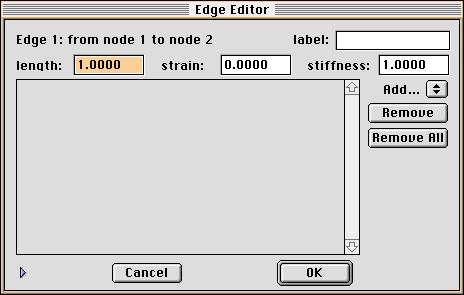 Edge Editor
Edge 1: from node 1 to node 2 label:
length: 1.0000 strain: 0.0000 stiffness: 1.0000
Add...
Remove
Remove All
Cancel OK